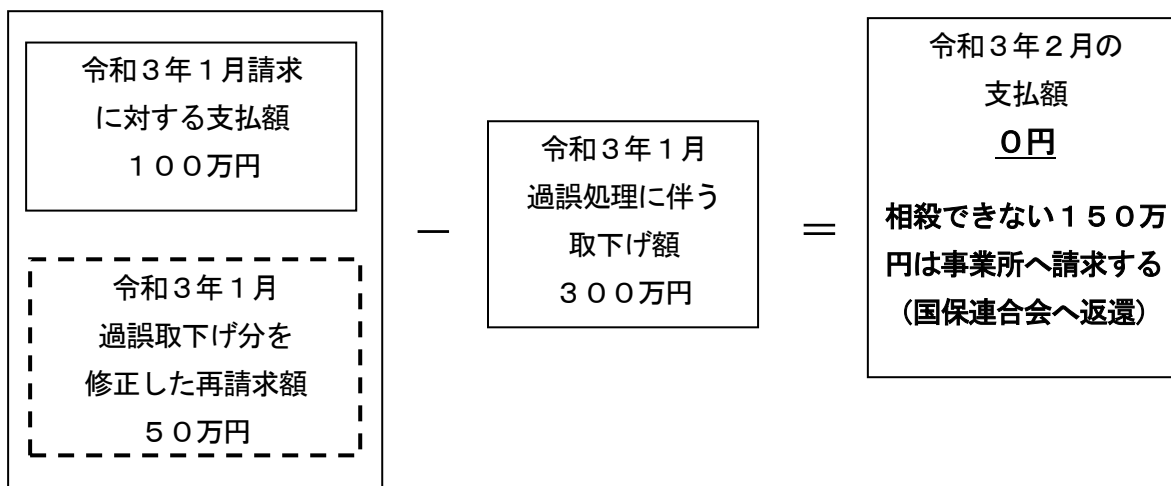 令和３年１月請求
に対する支払額
１００万円
令和３年１月
過誤取下げ分を
修正した再請求額
５０万円
－
令和３年１月
過誤処理に伴う
取下げ額
３００万円
＝
令和３年２月の
支払額
０円
相殺できない１５０万
円は事業所へ請求する
（国保連合会へ返還）